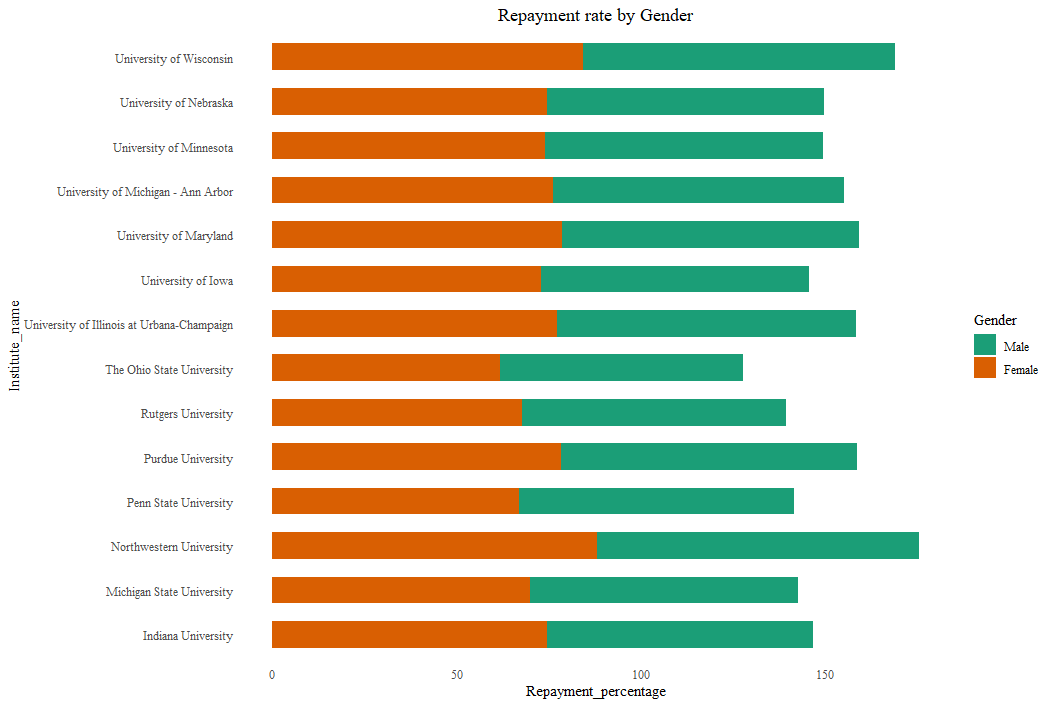 Repayment rate by Gender
University of Wisconsin
University of Nebraska
University of Minnesota
University of Michigan - Ann Arbor
University of Maryland
University of Iowa
University of Illinois at Urbana-Champaign
The Ohio State University
Rutgers University
Purdue University
Penn State University
Northwestern University
Michigan State University
Indiana University
Institute_name
0 50 100 150
Repayment_percentage
Gender
Male
Female